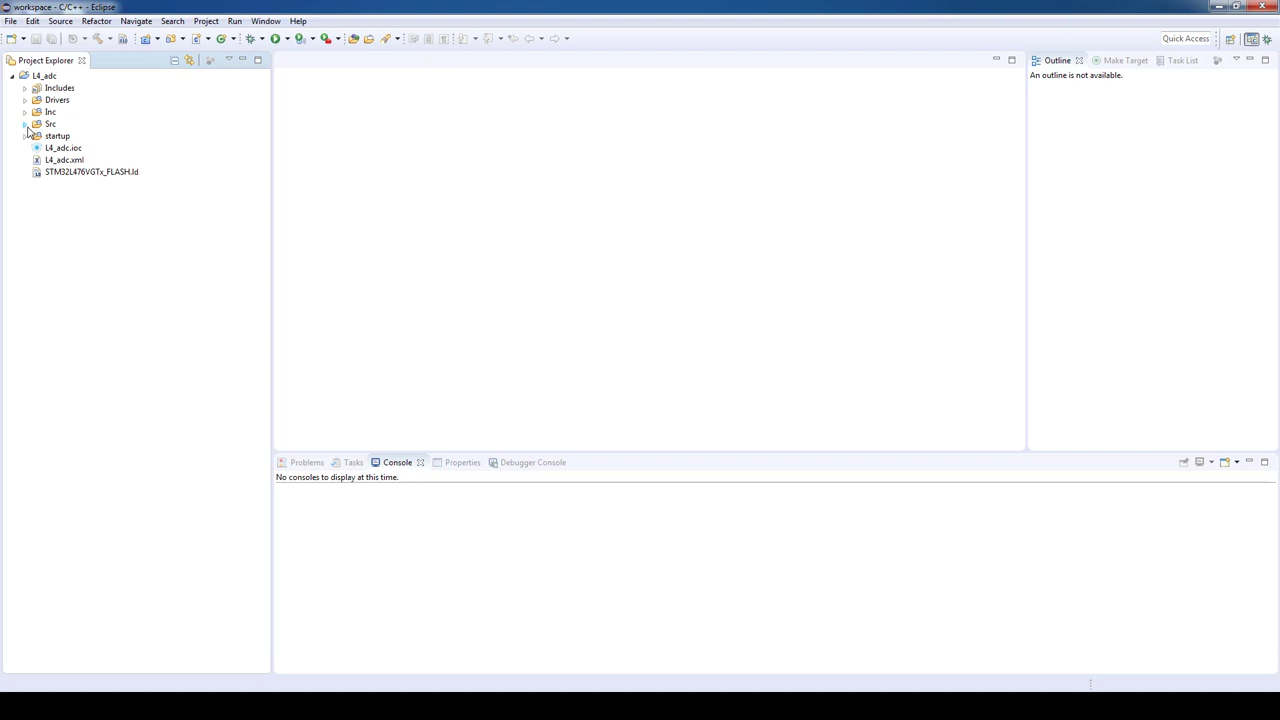 workspace - C/C++ - Eclipse
File Edit Source Refactor Navigate Search Project Run Window Help
Quick Access
Project Explorer
L4_adc
Includes
Drivers
Inc
Src
startup
L4_adc.ioc
L4_adc.xml
STM32L476VGTx_FLASH.ld
Outline Make Target Task List
An outline is not available.
Problems Tasks Console Properties Debugger Console
No consoles to display at this time.